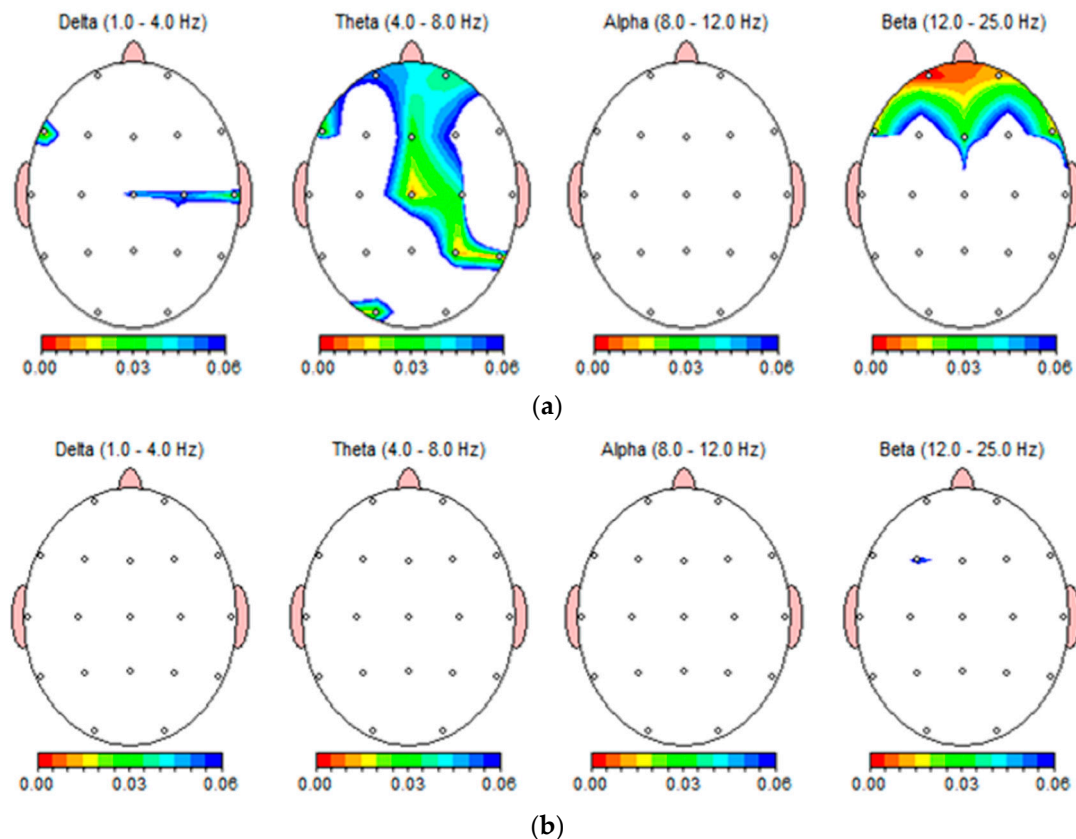 Delta (1.0 - 4.0 Hz) Theta (4.0 - 8.0 Hz) Alpha (8.0 - 12.0 Hz) Beta (12.0 - 25.0 Hz)
0.00 0.03 0.06 0.00 0.03 0.06 0.00 0.03 0.06 0.00 0.03 0.06
(a)
Delta (1.0 - 4.0 Hz) Theta (4.0 - 8.0 Hz) Alpha (8.0 - 12.0 Hz) Beta (12.0 - 25.0 Hz)
0.00 0.03 0.06 0.00 0.03 0.06 0.00 0.03 0.06 0.00 0.03 0.06
(b)